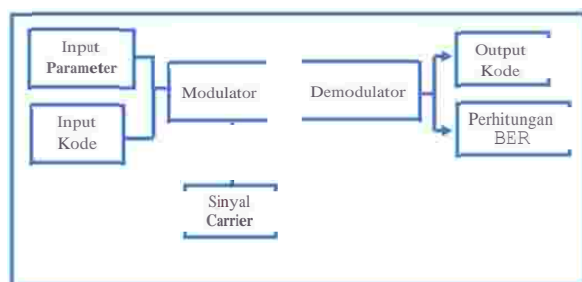 Input
Parameter
Input
Kode
Modulator
Sinyal
Carrier
Demodulator
Output
Kode
Perhitungan
BER